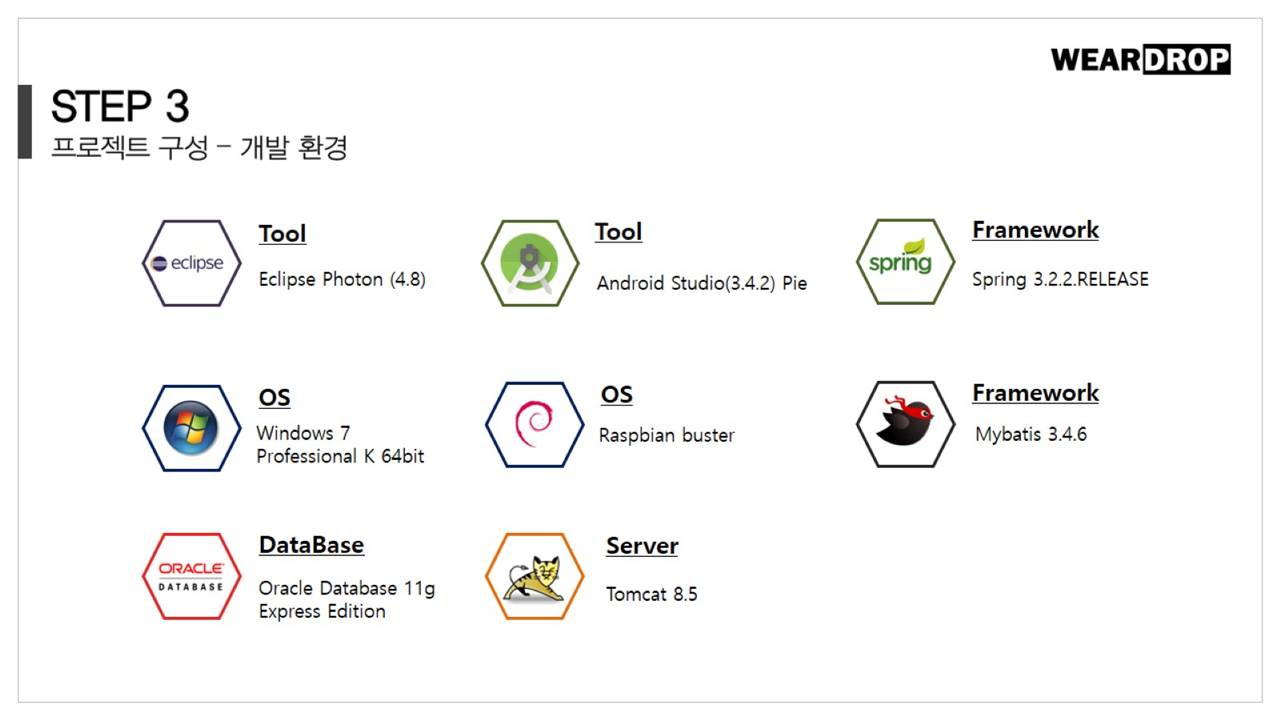 WEARDROP
STEP 3
프로젝트 구성 – 개발 환경
eclipse
Tool
Eclipse Photon (4.8)
Tool
Android Studio(3.4.2) Pie
spring
Framework
Spring 3.2.2.RELEASE
OS
Windows 7
Professional K 64bit
OS
Raspbian buster
Framework
Mybatis 3.4.6
ORACLE
DATABASE
DataBase
Oracle Database 11g
Express Edition
Server
Tomcat 8.5